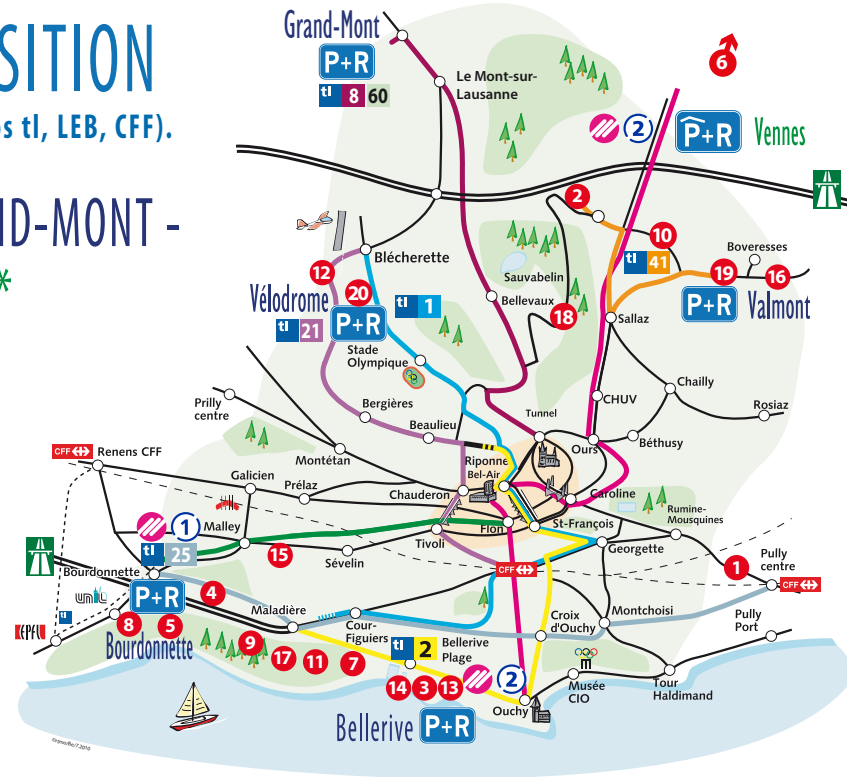 SITION
s tl, LEB, CFF).
ND-MONT -
*
Grand-Mont
P+R
tl 8 60
Le Mont-sur-
Lausanne
6
2
P+R
Vennes
2
10
tl 41
Boveresses
19
16
P+R
Valmont
Blécherette
12
20
Vélodrome
P+R
tl 1
tl 21
Sauvabelin
Bellevaux
18
Sallaz
Stade
Olympique
Prilly
centre
Bergières
Beaulieu
CHUV
Chailly
Rosiaz
Tunnel
Ours
Béthusy
CFF
Renens CFF
Montétan
Riponne
Bel-Air
Galicien
Prélaz
Chauderon
Caroline
Rumine-
Mousquines
1
Malley
tl 25
Tivoli
Flon
St-François
Georgette
15
Sévelin
CFF
1
Pully
centre
CFF
Bourdonnette
unil
tl
EPFL
P+R
4
8
5
Bourdonnette
Maladière
Cour-
Figuiers
Croix
d'Ouchy
Montchoisi
Pully
Port
9
17
11
7
tl 2
Bellerive
Plage
14
3
13
2
Ouchy
Musée
CIO
Tour
Haldimand
Bellerive
P+R